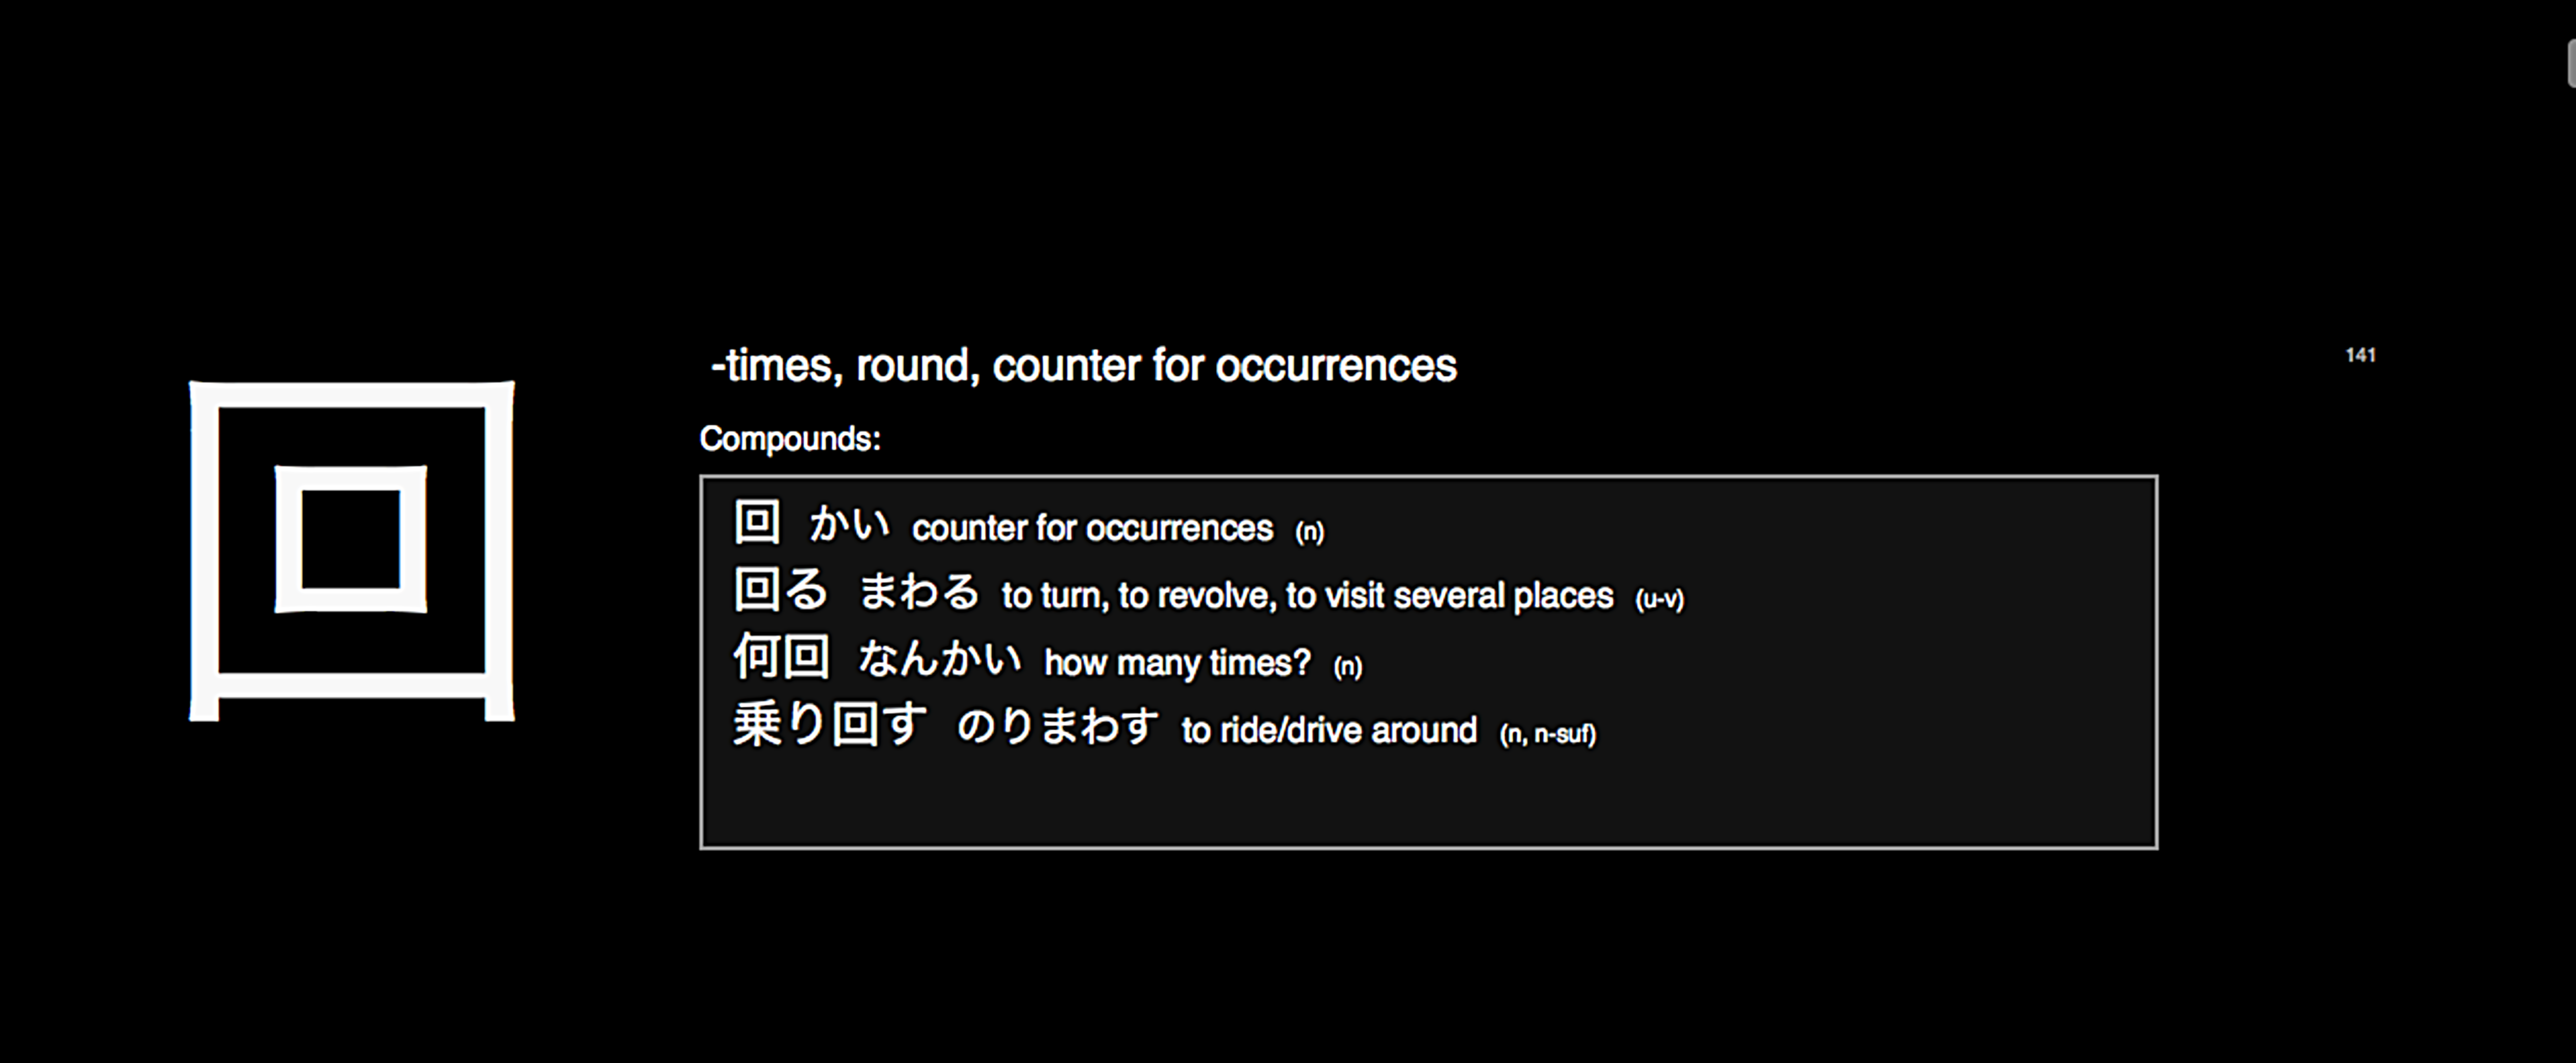 回
-times, round, counter for occurrences
141
Compounds:
回 かい counter for occurrences (n)
回る まわる to turn, to revolve, to visit several places (u-v)
何回 なんかい how many times? (n)
乗り回す のりまわす to ride/drive around (n, n-suf)